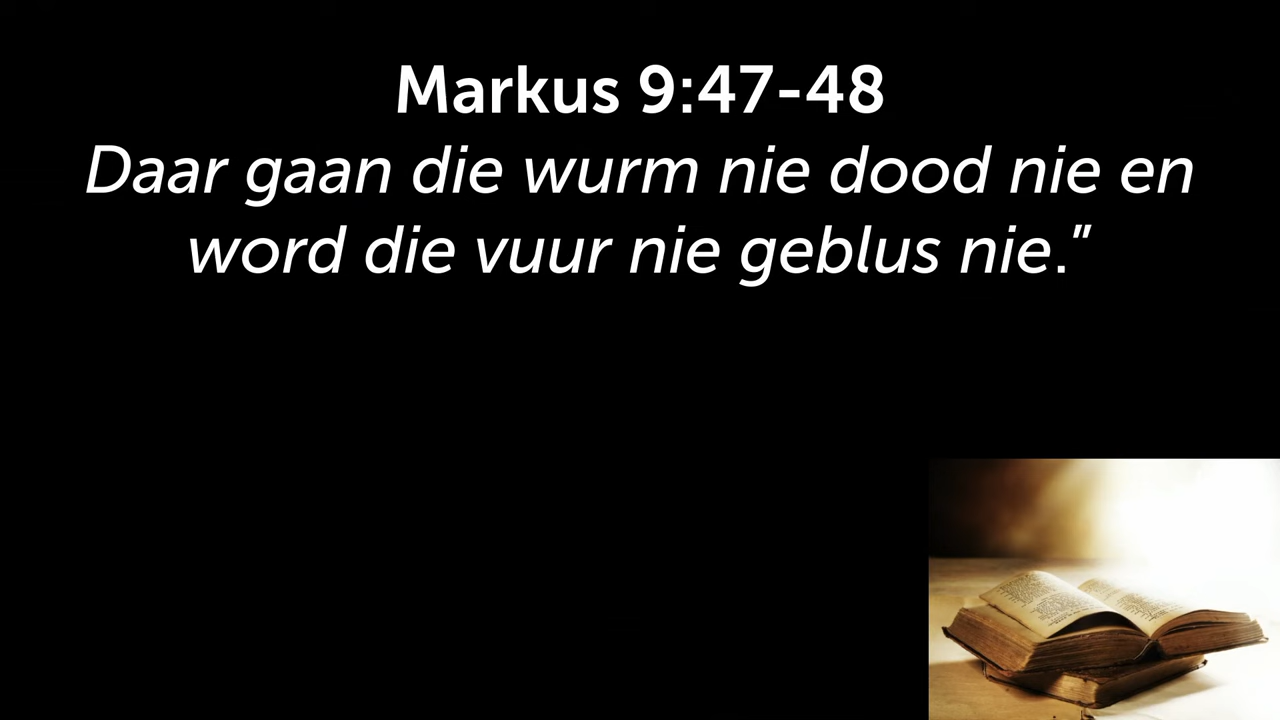 Markus 9:47-48
Daar gaan die wurm nie dood nie en
word die vuur nie geblus nie.”